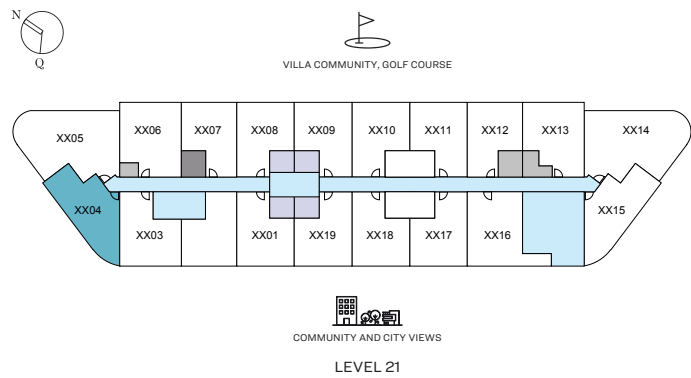 N
Q
VILLA COMMUNITY, GOLF COURSE
XX05
XX06
XX07
XX08
XX09
XX10
XX11
XX12
XX13
XX14
XX04
XX03
XX01
XX19
XX18
XX17
XX16
XX15
COMMUNITY AND CITY VIEWS
LEVEL 21